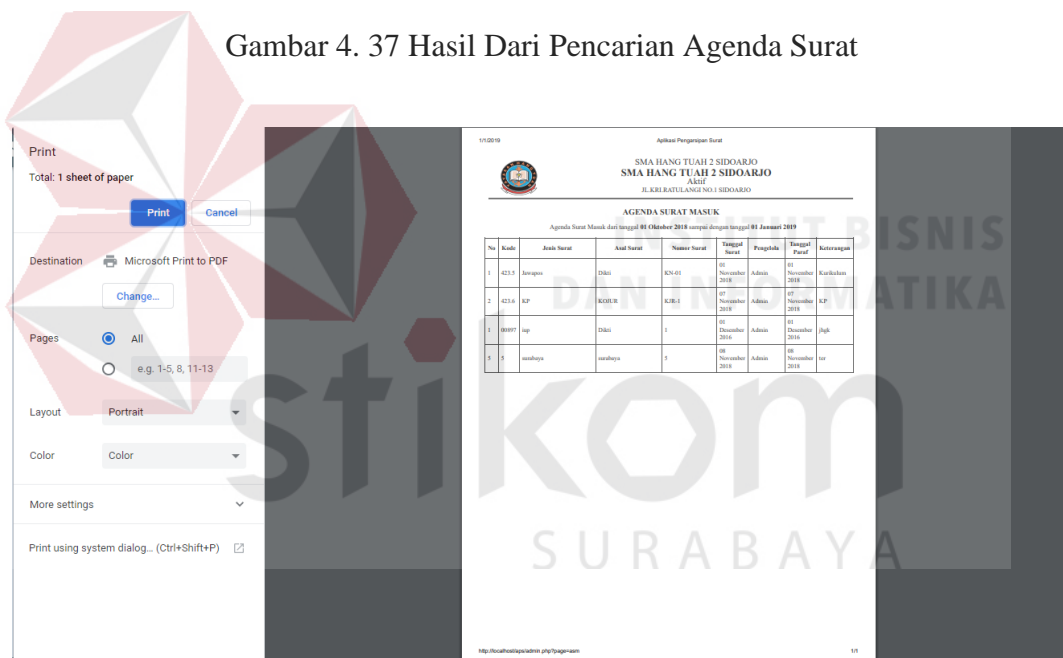 Gambar 4. 37 Hasil Dari Pencarian Agenda Surat
Print
Total: 1 sheet of paper
Print Cancel
Destination Microsoft Print to PDF
Change...
Pages All
e.g. 1-5, 8, 11-13
Layout Portrait
Color Color
More settings
Print using system dialog... (Ctrl+Shift+P)
1/1/2019 Aplikasi Pengarsipan Surat
SMA HANG TUAH 2 SIDOARJO
SMA HANG TUAH 2 SIDOARJO
Aktif
JL.KRI.RATULANGI NO.1 SIDOARJO
AGENDA SURAT MASUK
Agenda Surat Masuk dari tanggal 01 Oktober 2018 sampai dengan tanggal 01 Januari 2019
No Kode Jenis Surat Asal Surat Nomor Surat Tanggal Surat Pengelola Tanggal Paraf Keterangan
1 423.5 Jawapos Dikti KN-01 01 November 2018 Admin 01 November 2018 Kurikulum
2 423.6 KP KOJUR KJR-1 07 November 2018 Admin 07 November 2018 KP
1 00897 Dikti 1 01 Desember 2016 Admin 01 Desember 2016
5 5 surabaya surabaya 5 08 November 2018 Admin 08 November 2018 ter
http://localhost/aps/admin.php?page=asm 1/1
INSTITUT BISNIS
DAN INFORMATIKA
stikom
SURABAYA